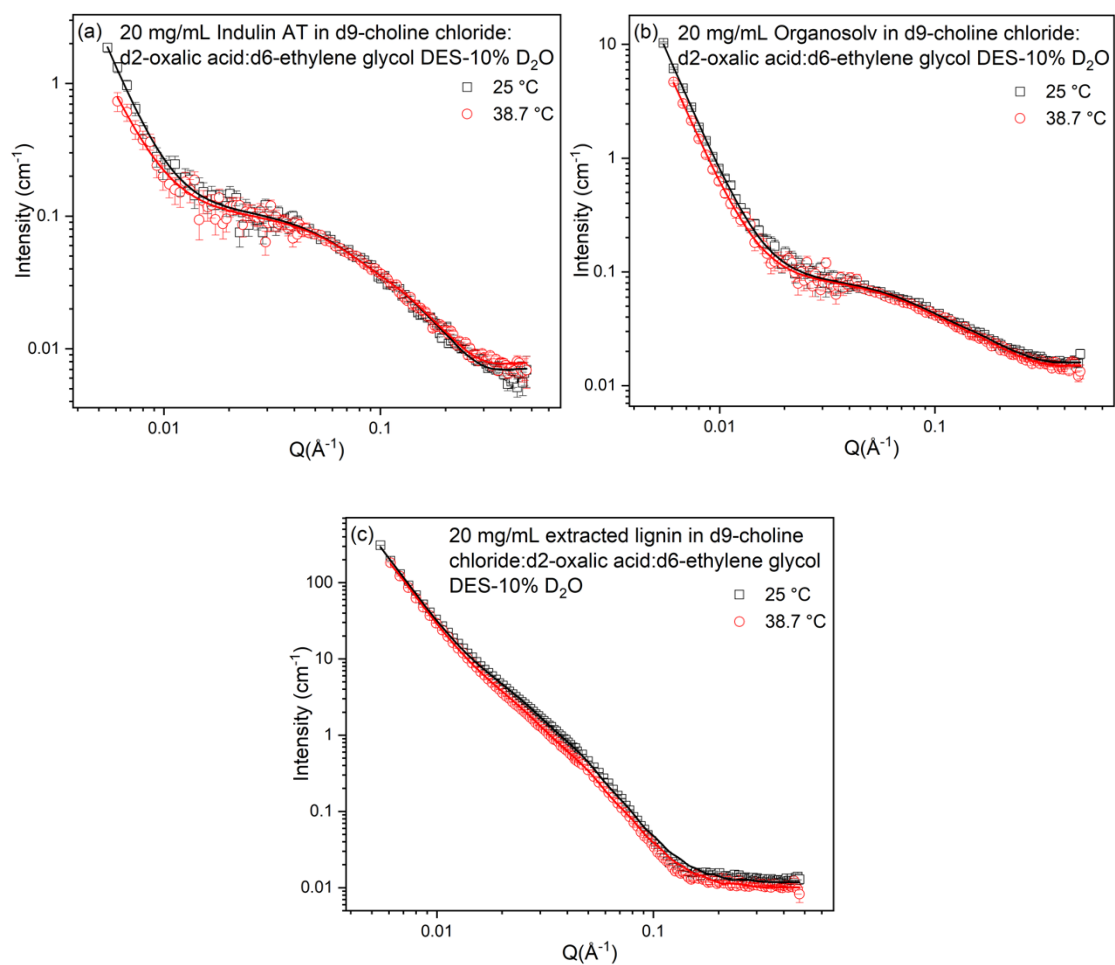 (a)
20 mg/mL Indulin AT in d9-choline chloride:
d2-oxalic acid:d6-ethylene glycol DES-10% D₂O
25 °C
38.7 °C
1
0.1
0.01
Intensity (cm⁻¹)
0.01
0.1
Q(Å⁻¹)
(b)
20 mg/mL Organosolv in d9-choline chloride:
d2-oxalic acid:d6-ethylene glycol DES-10% D₂O
25 °C
38.7 °C
10
1
0.1
0.01
Intensity (cm⁻¹)
0.01
0.1
Q(Å⁻¹)
(c)
20 mg/mL extracted lignin in d9-choline
chloride:d2-oxalic acid:d6-ethylene glycol
DES-10% D₂O
25 °C
38.7 °C
100
10
1
0.1
0.01
Intensity (cm⁻¹)
0.01
0.1
Q(Å⁻¹)